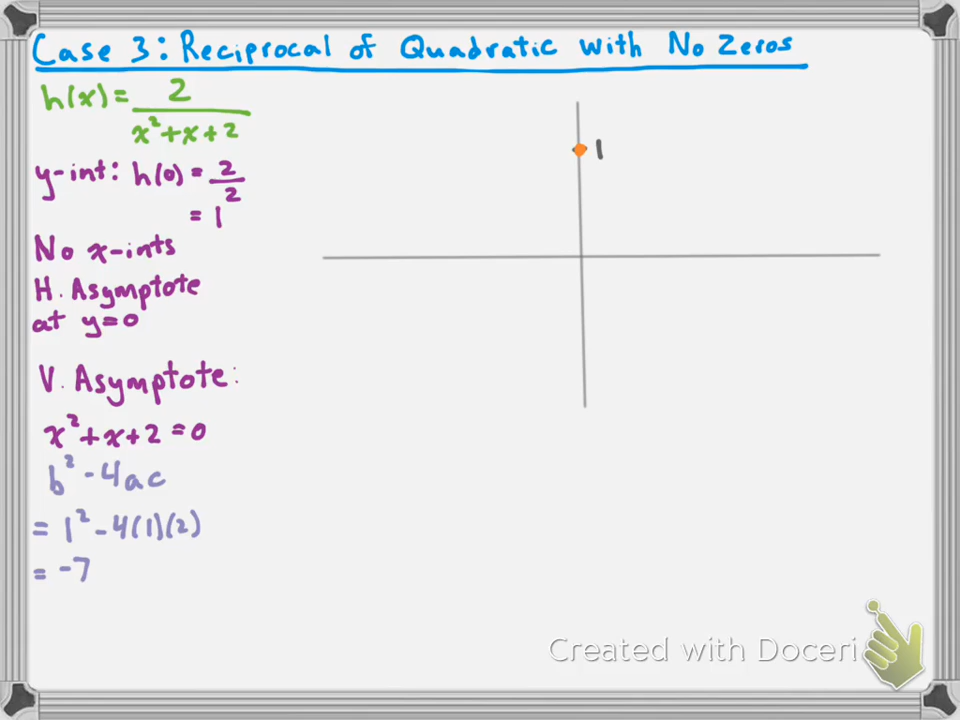 Case 3: Reciprocal of Quadratic with No Zeros
h(x) = 2 / (x² + x + 2)
y-int: h(0) = 2/2
= 1
No x-ints
H. Asymptote
at y=0
V. Asymptote:
x² + x + 2 = 0
b² - 4ac
= 1² - 4(1)(2)
= -7
1
Created with Doceri